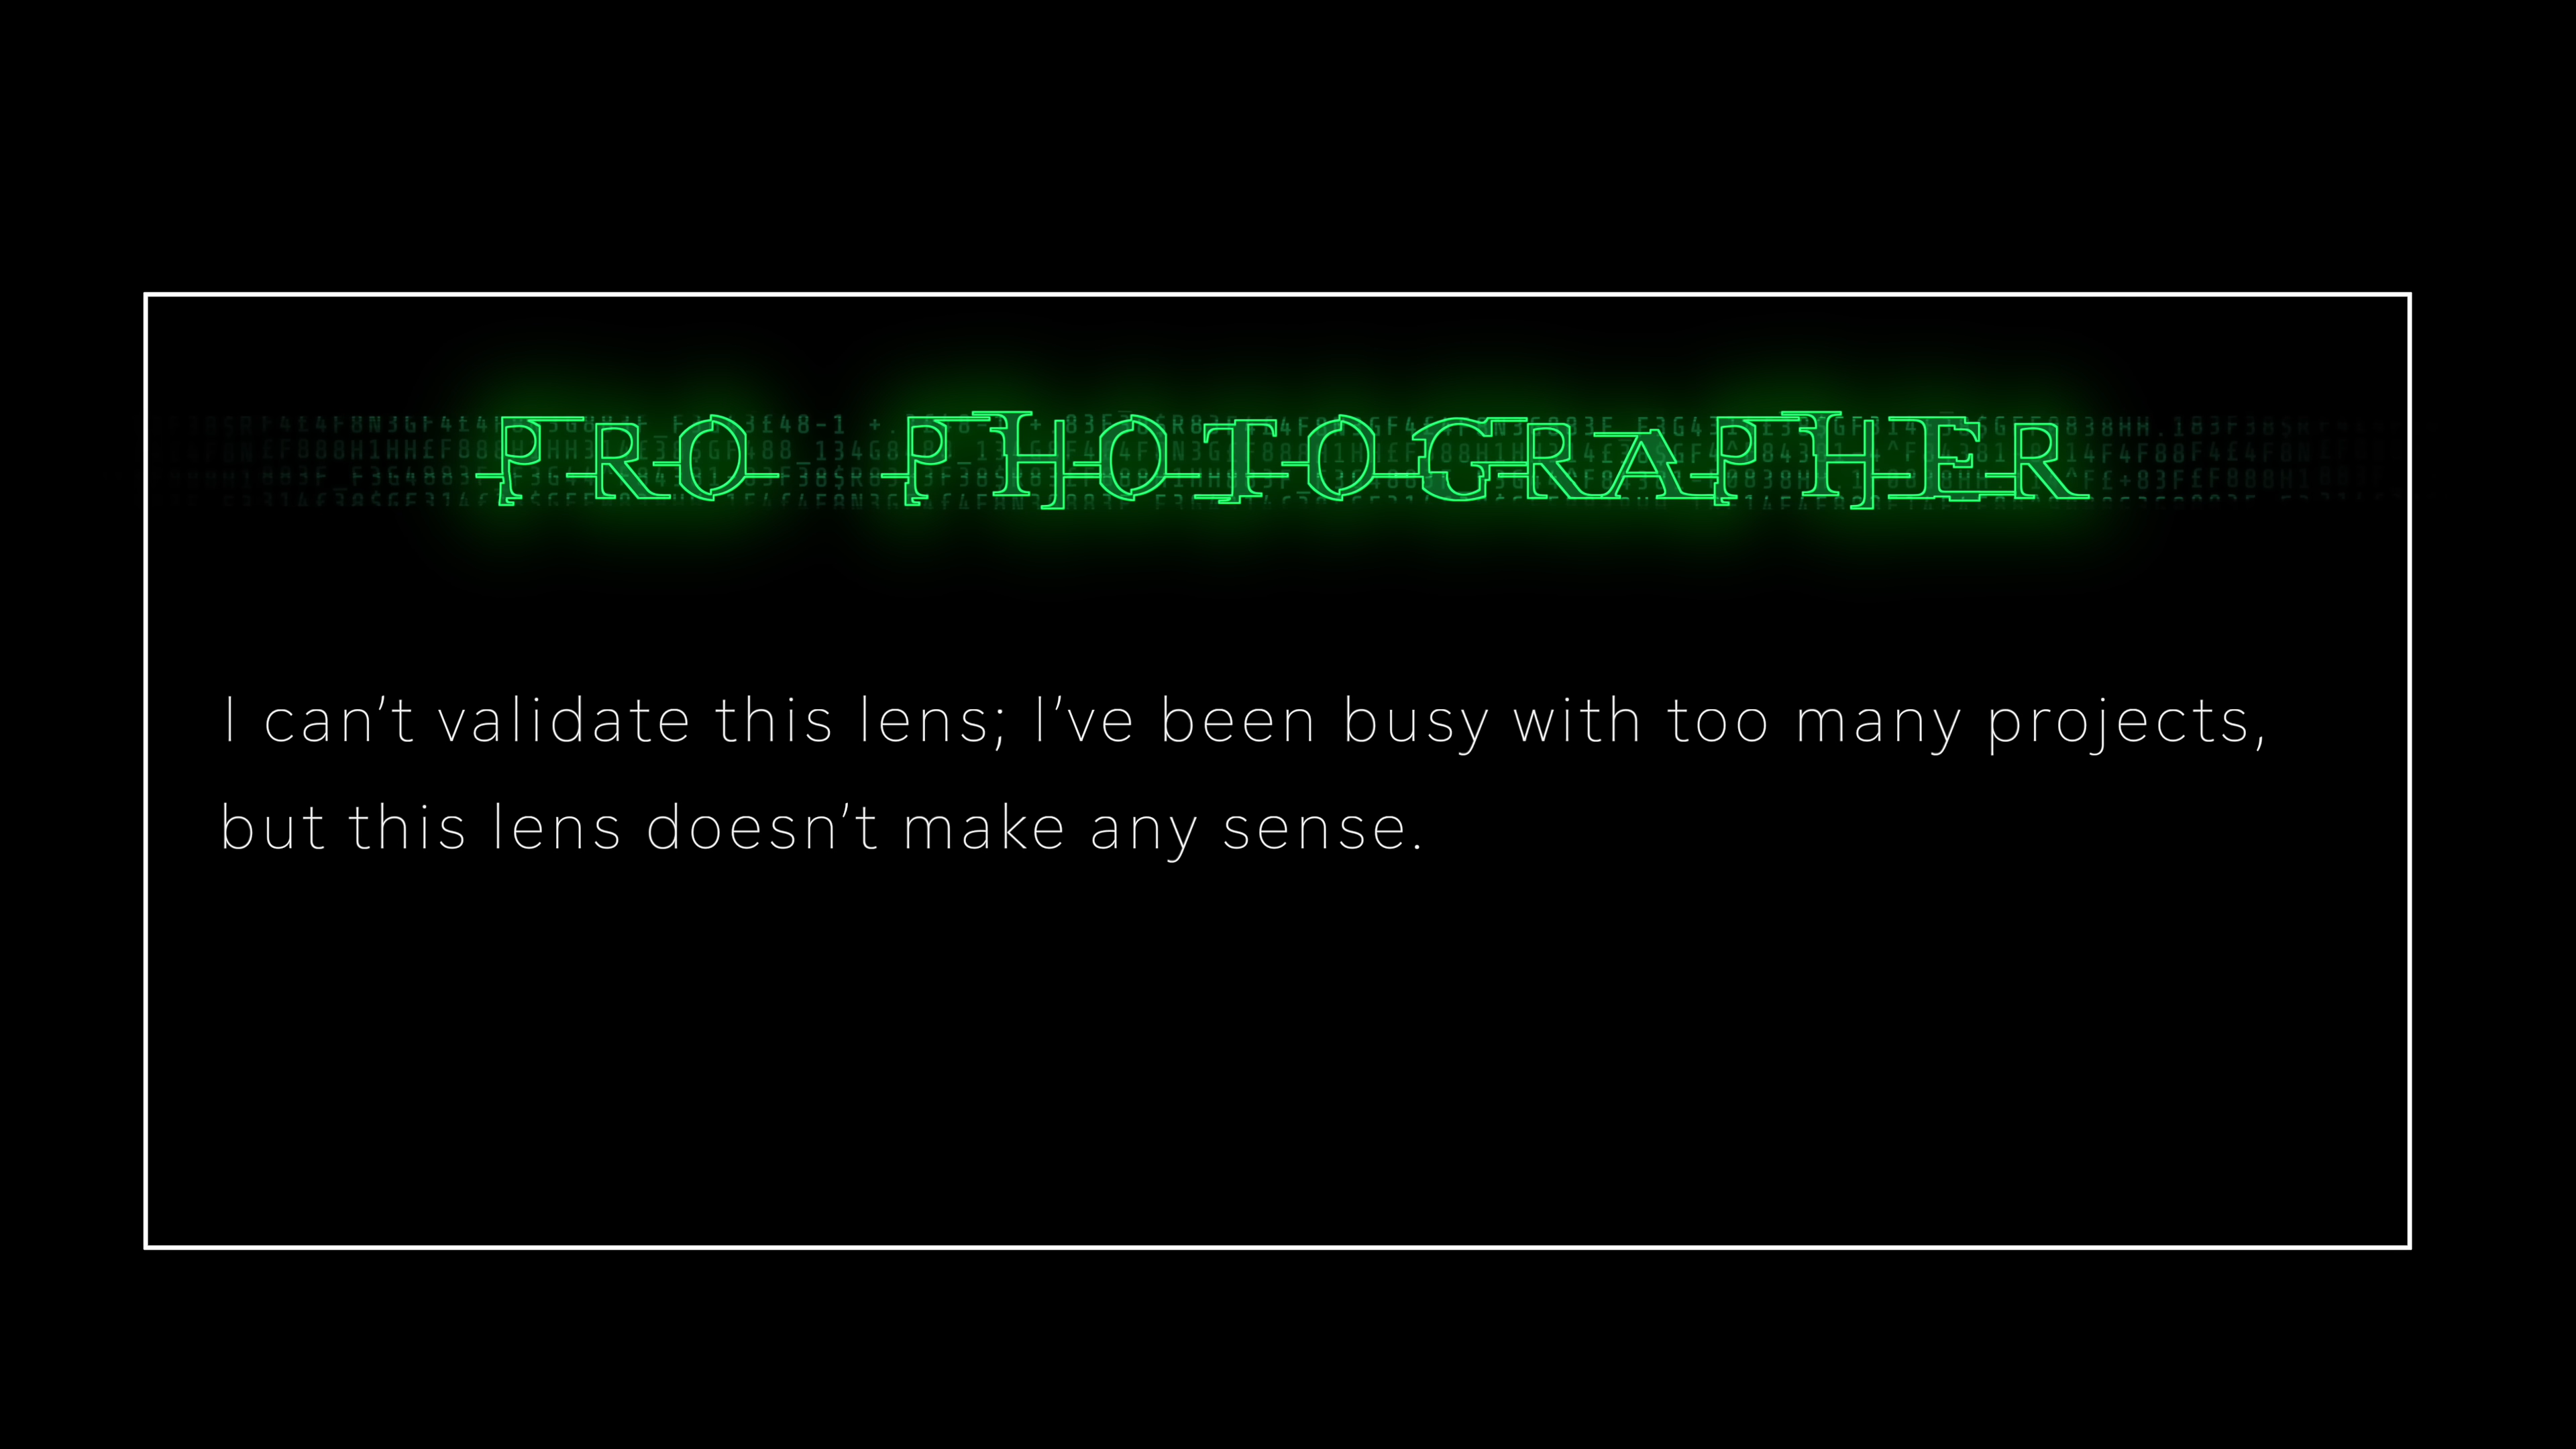 PRO PHOTOGRAPHER
I can’t validate this lens; I’ve been busy with too many projects,
but this lens doesn’t make any sense.